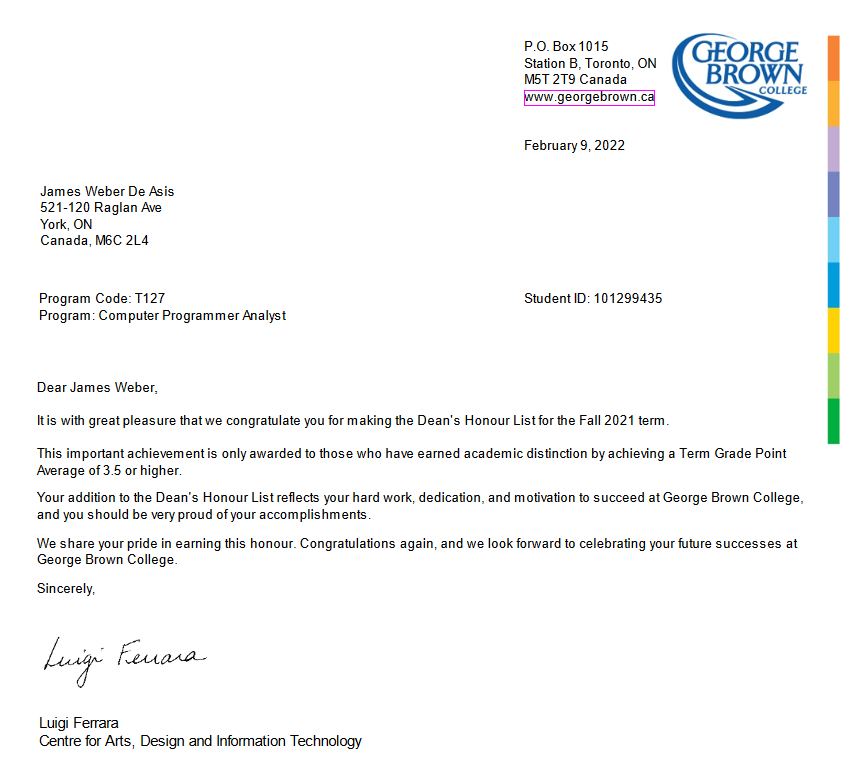 P.O. Box 1015
Station B, Toronto, ON
M5T 2T9 Canada
www.georgebrown.ca
GEORGE
BROWN
COLLEGE
February 9, 2022
James Weber De Asis
521-120 Raglan Ave
York, ON
Canada, M6C 2L4
Program Code: T127
Student ID: 101299435
Program: Computer Programmer Analyst
Dear James Weber,
It is with great pleasure that we congratulate you for making the Dean's Honour List for the Fall 2021 term.
This important achievement is only awarded to those who have earned academic distinction by achieving a Term Grade Point
Average of 3.5 or higher.
Your addition to the Dean's Honour List reflects your hard work, dedication, and motivation to succeed at George Brown College,
and you should be very proud of your accomplishments.
We share your pride in earning this honour. Congratulations again, and we look forward to celebrating your future successes at
George Brown College.
Sincerely,
Luigi Ferrara
Luigi Ferrara
Centre for Arts, Design and Information Technology